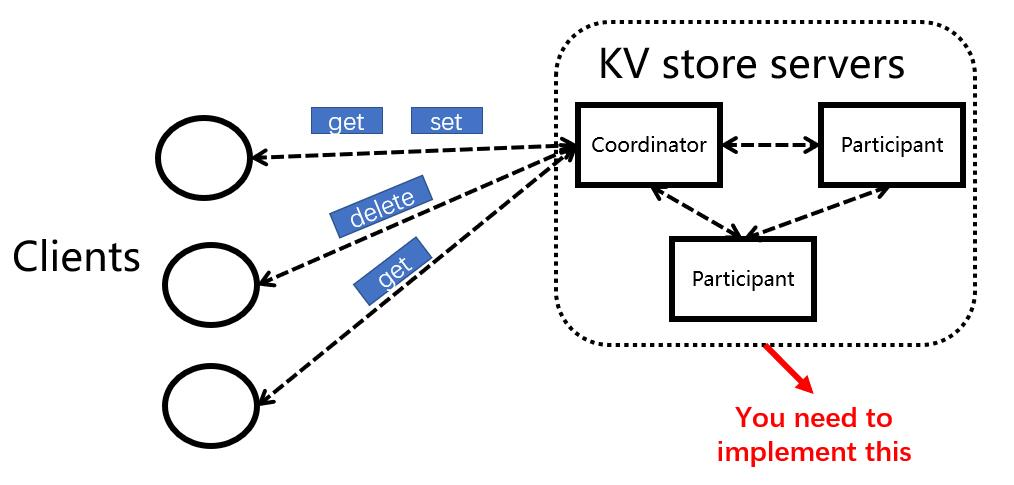 KV store servers
get
set
Coordinator
Participant
delete
Clients
get
Participant
You need to
implement this